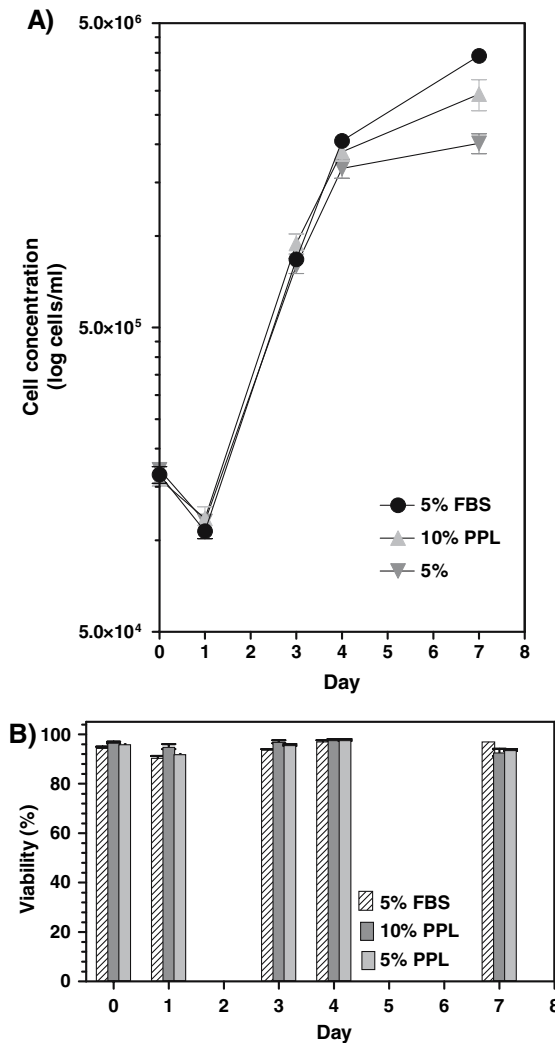 A)
5.0×10⁶
5.0×10⁵
5.0×10⁴
Cell concentration
(log cells/ml)
5% FBS
10% PPL
5%
0 1 2 3 4 5 6 7 8
Day
B)
100
80
60
40
20
0
Viability (%)
5% FBS
10% PPL
5% PPL
0 1 2 3 4 5 6 7 8
Day